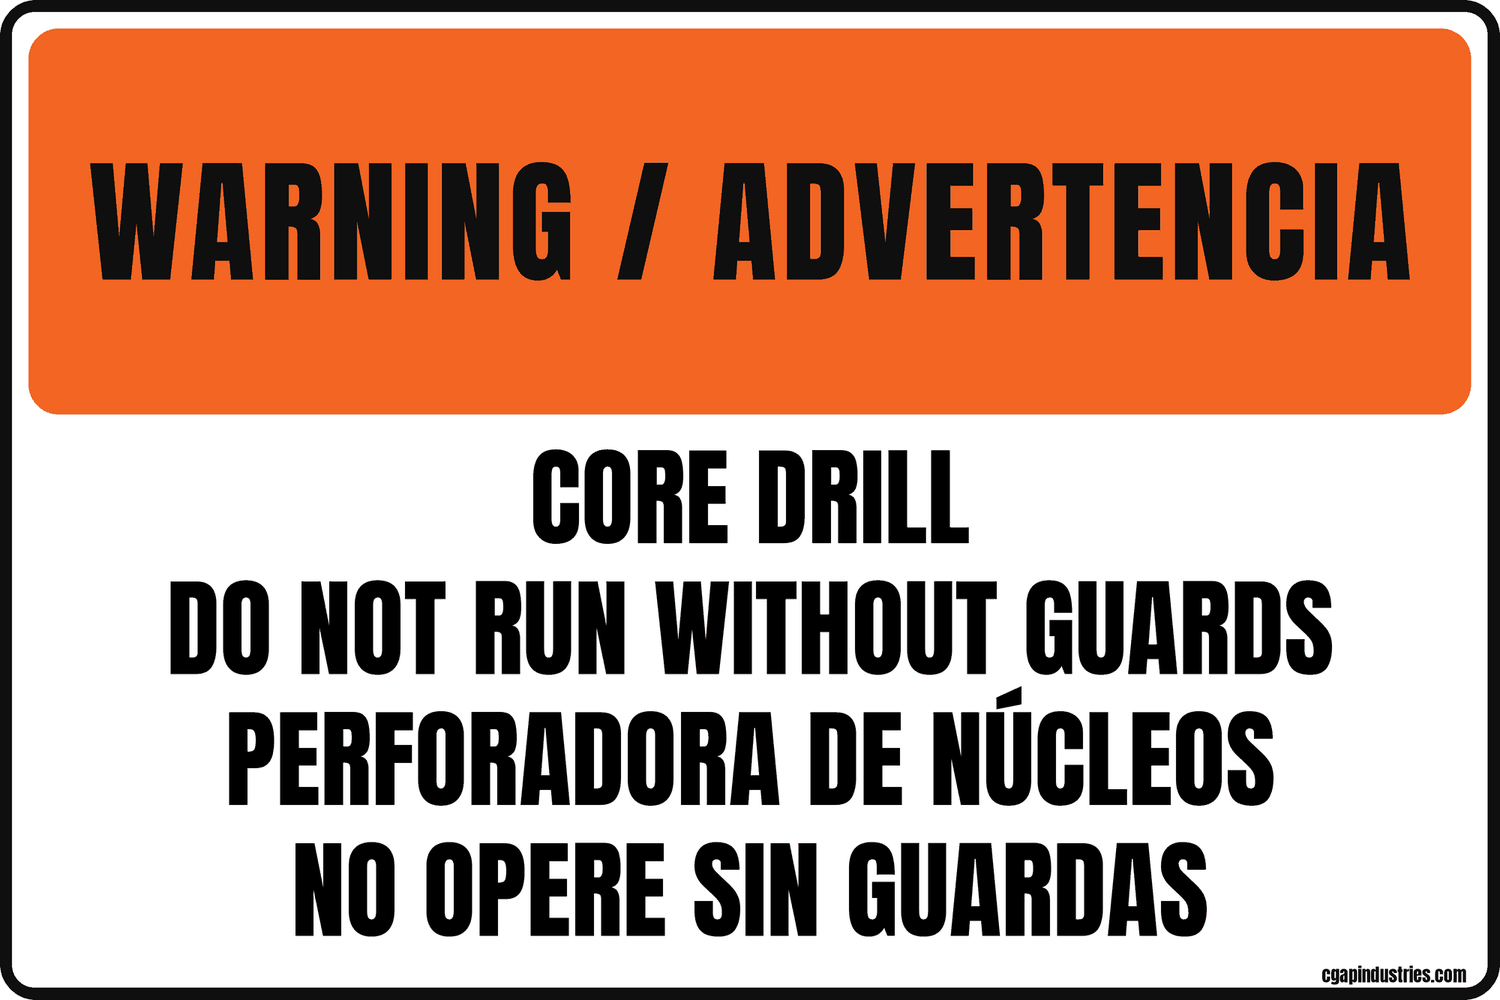 WARNING / ADVERTENCIA
CORE DRILL
DO NOT RUN WITHOUT GUARDS
PERFORADORA DE NÚCLEOS
NO OPERE SIN GUARDAS
cgapindustries.com